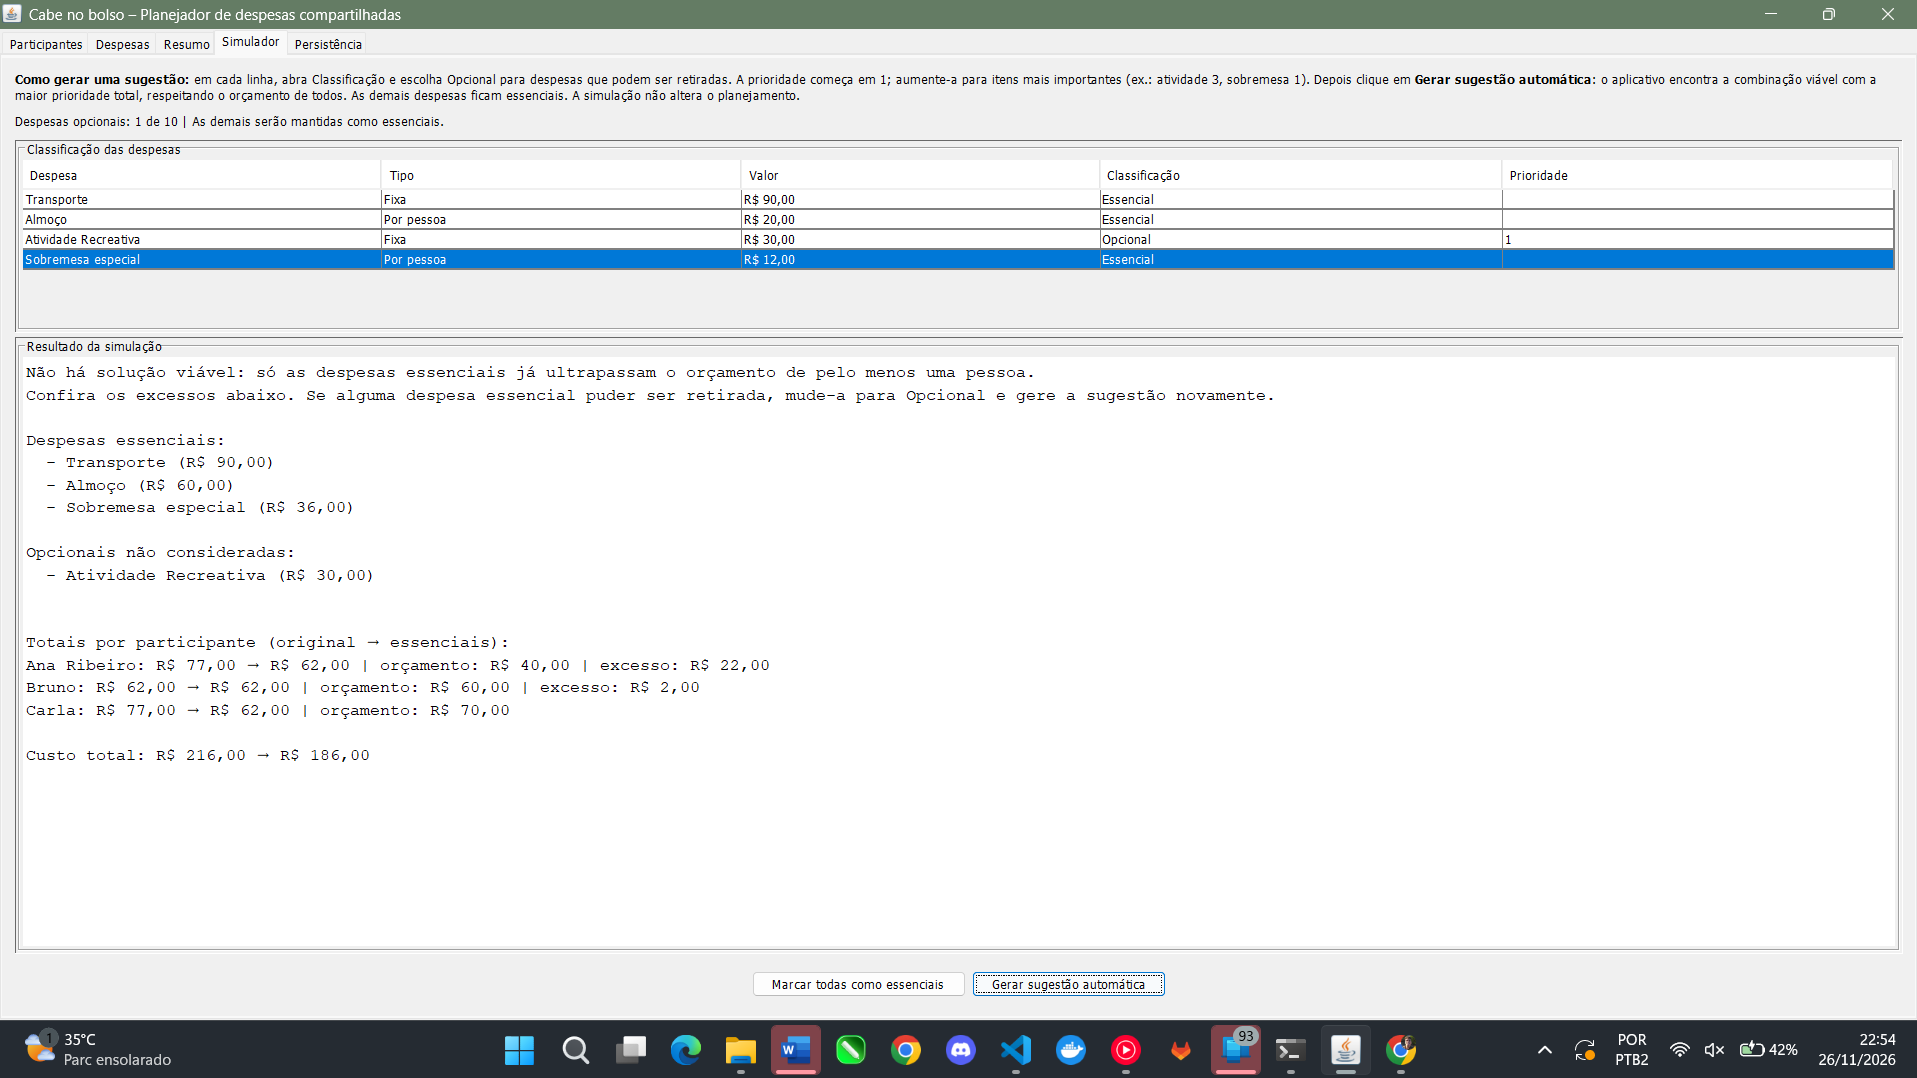 Cabe no bolso – Planejador de despesas compartilhadas
Participantes Despesas Resumo Simulador Persistência
Como gerar uma sugestão: em cada linha, abra Classificação e escolha Opcional para despesas que podem ser retiradas. A prioridade começa em 1; aumente-a para itens mais importantes (ex.: atividade 3, sobremesa 1). Depois clique em Gerar sugestão automática: o aplicativo encontra a combinação viável com a
maior prioridade total, respeitando o orçamento de todos. As demais despesas ficam essenciais. A simulação não altera o planejamento.
Despesas opcionais: 1 de 10 | As demais serão mantidas como essenciais.
Classificação das despesas
Despesa Tipo Valor Classificação Prioridade
Transporte Fixa R$ 90,00 Essencial
Almoço Por pessoa R$ 20,00 Essencial
Atividade Recreativa Fixa R$ 30,00 Opcional 1
Sobremesa especial Por pessoa R$ 12,00 Essencial
Resultado da simulação
Não há solução viável: só as despesas essenciais já ultrapassam o orçamento de pelo menos uma pessoa.
Confira os excessos abaixo. Se alguma despesa essencial puder ser retirada, mude-a para Opcional e gere a sugestão novamente.
Despesas essenciais:
- Transporte (R$ 90,00)
- Almoço (R$ 60,00)
- Sobremesa especial (R$ 36,00)
Opcionais não consideradas:
- Atividade Recreativa (R$ 30,00)
Totais por participante (original → essenciais):
Ana Ribeiro: R$ 77,00 → R$ 62,00 | orçamento: R$ 40,00 | excesso: R$ 22,00
Bruno: R$ 62,00 → R$ 62,00 | orçamento: R$ 60,00 | excesso: R$ 2,00
Carla: R$ 77,00 → R$ 62,00 | orçamento: R$ 70,00
Custo total: R$ 216,00 → R$ 186,00
Marcar todas como essenciais Gerar sugestão automática
1 35°C
Parc ensolarado
93
POR
PTB2
42%
22:54
26/11/2026